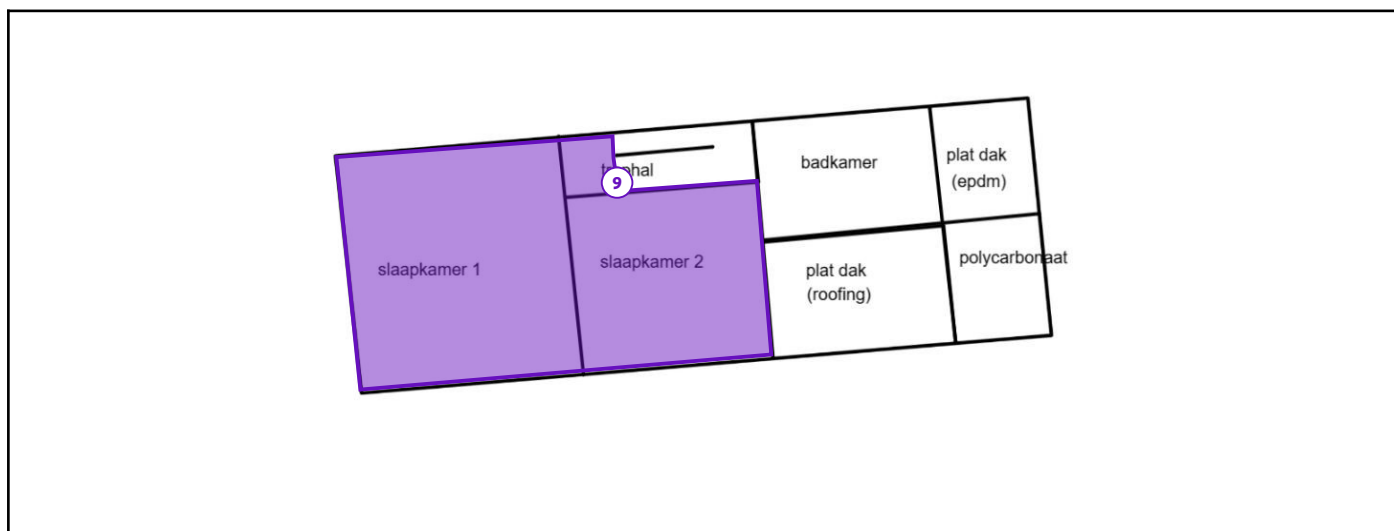 badkamer
plat dak
(epdm)
9
slaapkamer 1
slaapkamer 2
plat dak
(roofing)
polycarbonaat